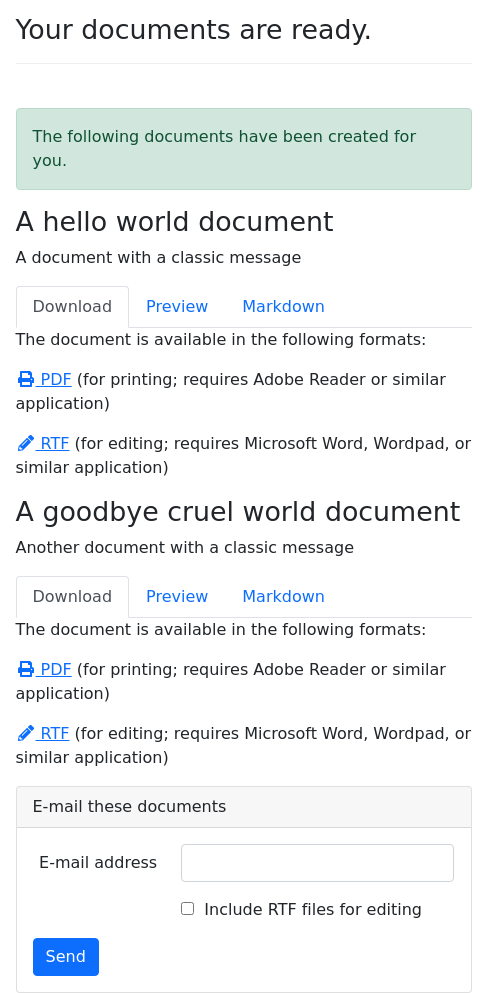 Your documents are ready.
The following documents have been created for
you.
A hello world document
A document with a classic message
Download Preview Markdown
The document is available in the following formats:
PDF (for printing; requires Adobe Reader or similar
application)
RTF (for editing; requires Microsoft Word, Wordpad, or
similar application)
A goodbye cruel world document
Another document with a classic message
Download Preview Markdown
The document is available in the following formats:
PDF (for printing; requires Adobe Reader or similar
application)
RTF (for editing; requires Microsoft Word, Wordpad, or
similar application)
E-mail these documents
E-mail address
Include RTF files for editing
Send